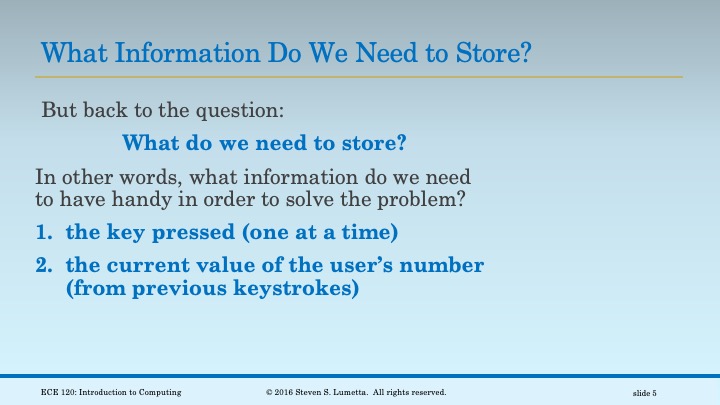 What Information Do We Need to Store?
But back to the question:
What do we need to store?
In other words, what information do we need
to have handy in order to solve the problem?
1. the key pressed (one at a time)
2. the current value of the user’s number
(from previous keystrokes)
ECE 120: Introduction to Computing
© 2016 Steven S. Lumetta. All rights reserved.
slide 5